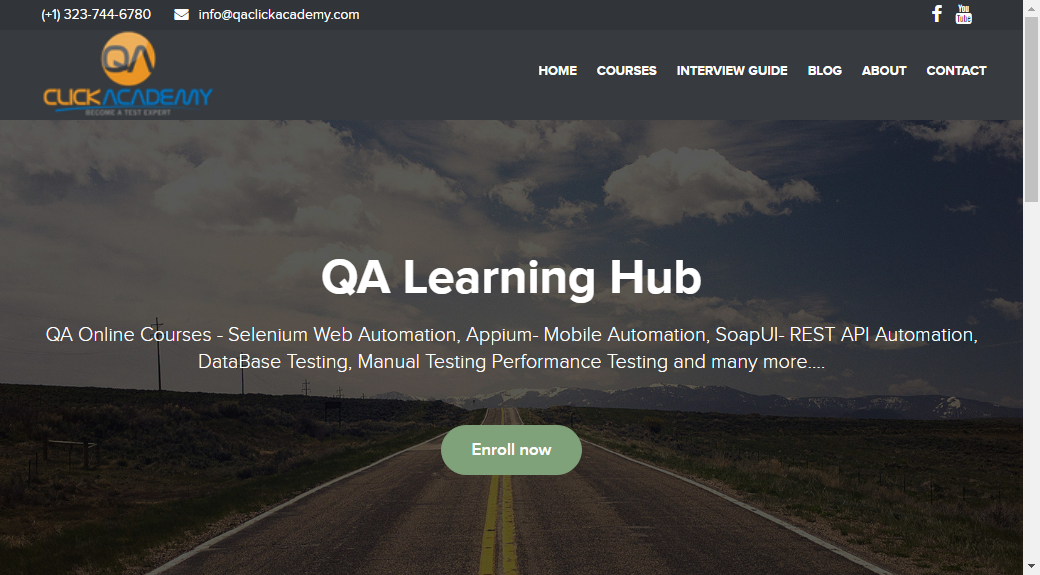 (+1) 323-744-6780 info@qaclickacademy.com You Tube
QA
CLICKACADEMY
BECOME A TEST EXPERT
HOME COURSES INTERVIEW GUIDE BLOG ABOUT CONTACT
QA Learning Hub
QA Online Courses - Selenium Web Automation, Appium- Mobile Automation, SoapUI- REST API Automation,
DataBase Testing, Manual Testing Performance Testing and many more....
Enroll now